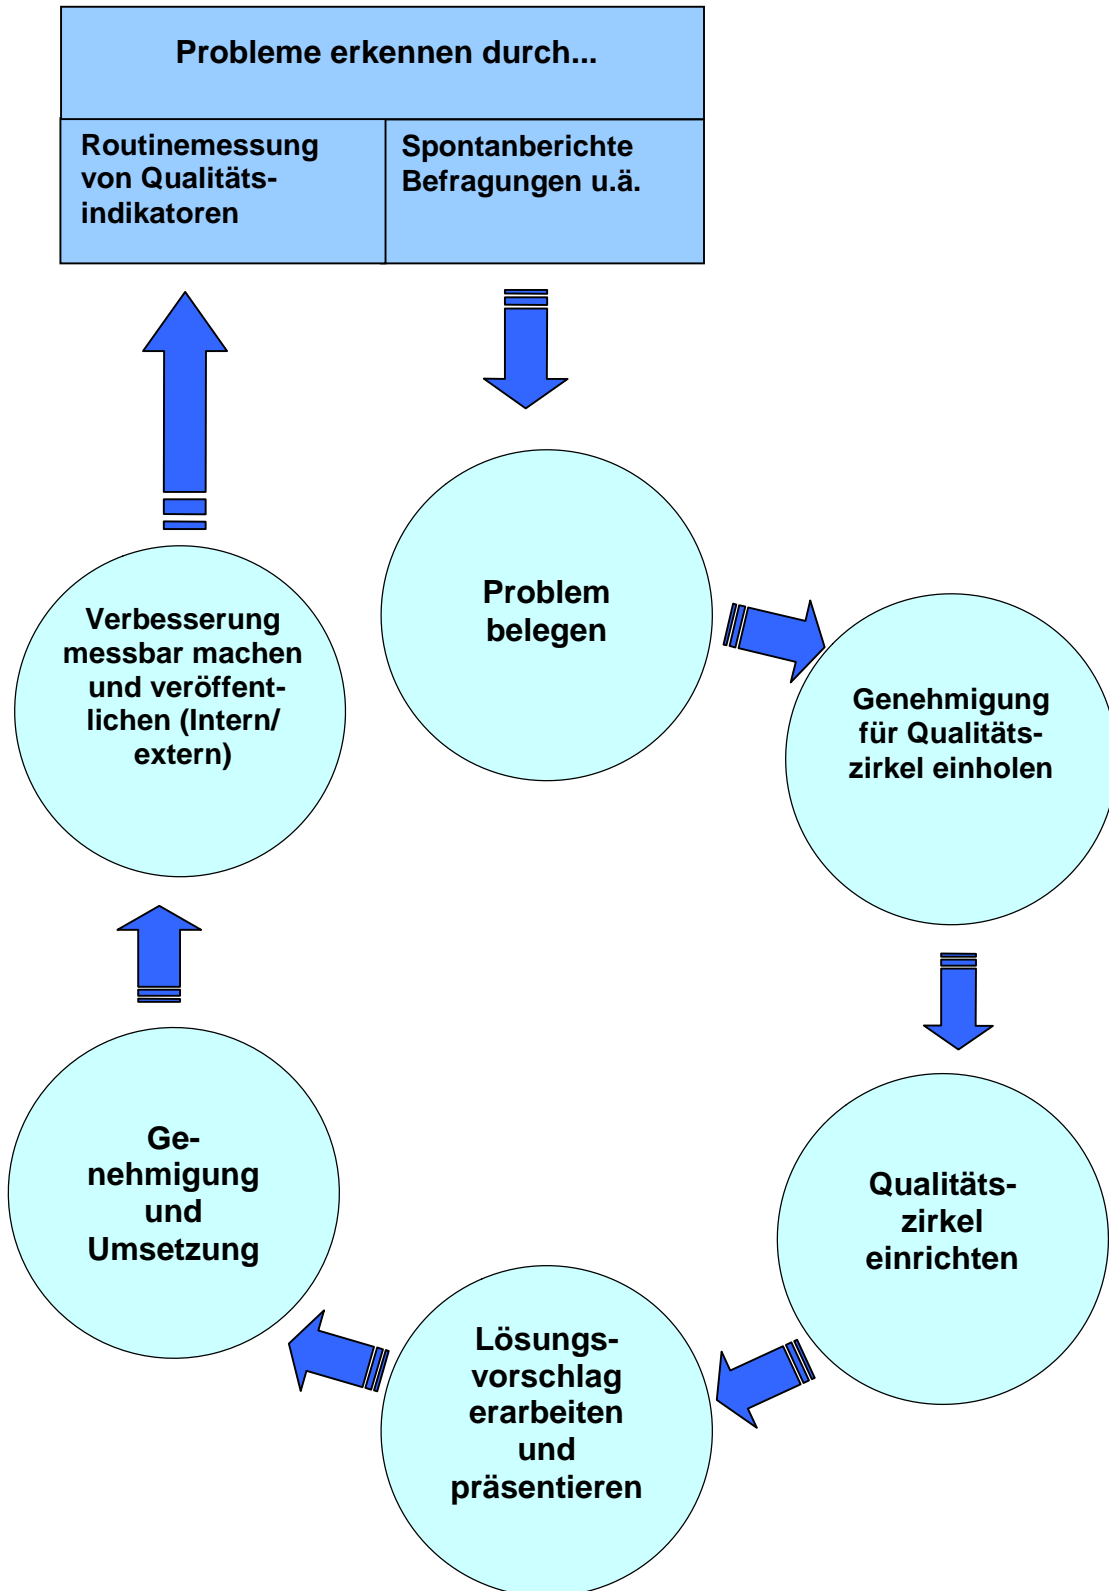 Probleme erkennen durch...
Routinemessung
von Qualitäts-
indikatoren
Spontanberichte
Befragungen u.ä.
Problem
belegen
Genehmigung
für Qualitäts-
zirkel einholen
Qualitäts-
zirkel
einrichten
Lösungs-
vorschlag
erarbeiten
und
präsentieren
Ge-
nehmigung
und
Umsetzung
Verbesserung
messbar machen
und veröffent-
lichen (Intern/
extern)